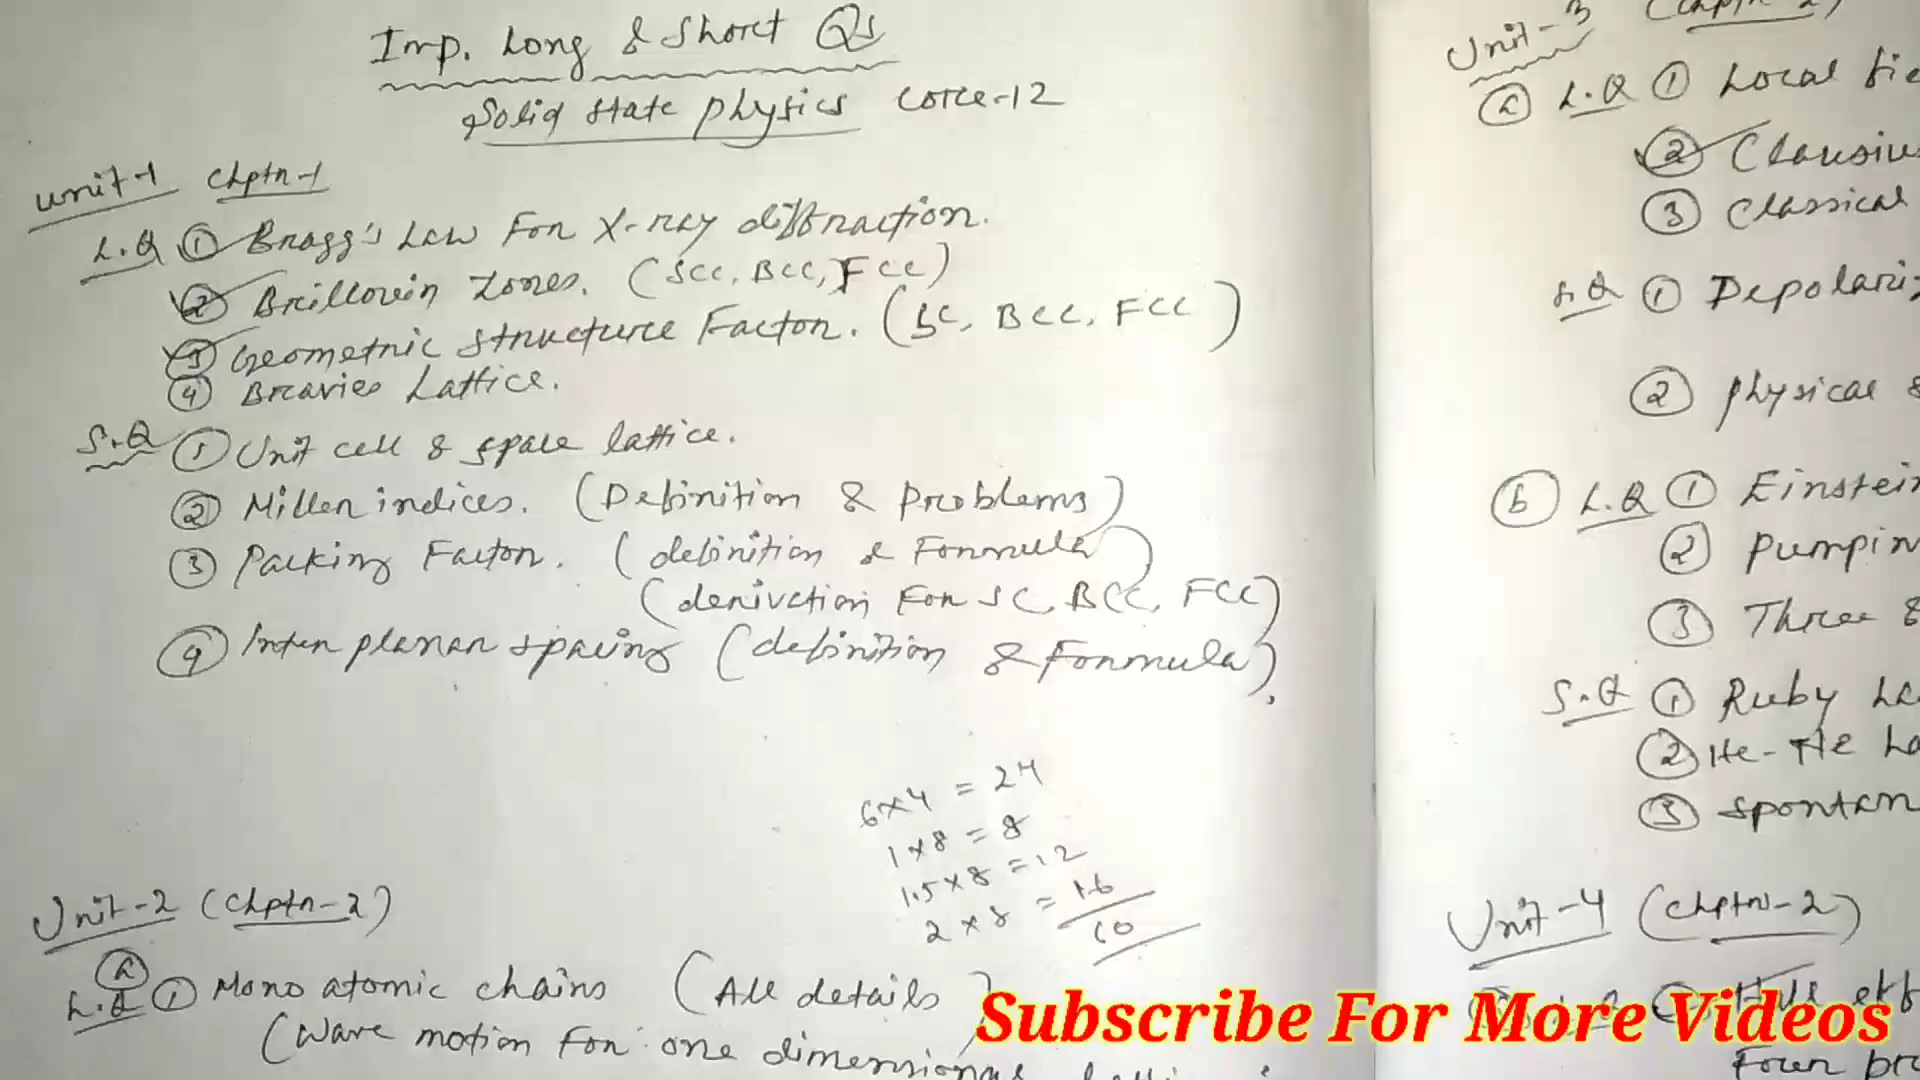 Imp. Long & Short Qs
Solid state physics Core-12
Unit-1 Chptr-1
L.Q ① Bragg's Law For X-ray diffraction.
② Brillouin Zones. (SCC, BCC, FCC)
③ Geometric structure Factor. (SC, BCC, FCC)
④ Bravies Lattice.
S.Q ① Unit cell & space lattice.
② Miller indices. (Definition & Problems)
③ Packing Factor. (definition & Formula)
(derivation For SC, BCC, FCC)
④ Inter planar spacing (definition & Formula).
6×4 = 24
1×8 = 8
1.5×8 = 12
2×8 = 16
60
Unit-2 (Chptr-2)
a
L.Q ① Mono atomic chains (All details)
(Wave motion For one dimensional
Unit-3
a L.Q ① Local fie
② Clausius
③ Classical
S.Q ① Depolariz
② physical &
b L.Q ① Einstein
② Pumpin
③ Three &
S.Q ① Ruby La
② He-Ne La
③ Spontan
Unit-4 (Chptr-2)
Four
Subscribe For More Videos